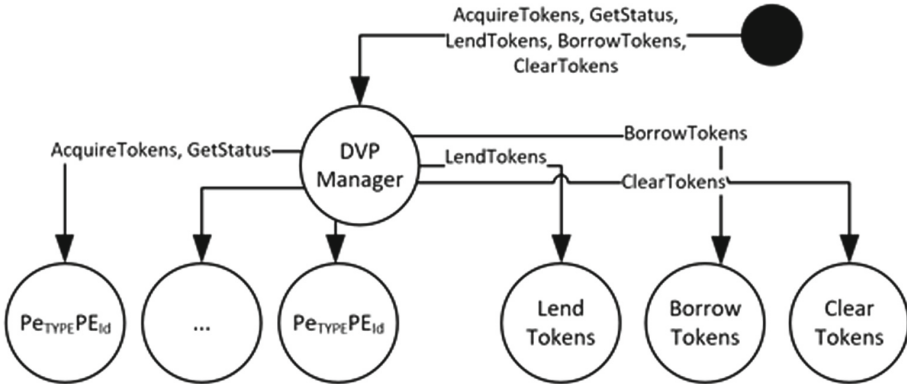 AcquireTokens, GetStatus,
LendTokens, BorrowTokens,
ClearTokens
DVP
Manager
BorrowTokens
AcquireTokens, GetStatus
LendTokens
ClearTokens
PeTYPEPEId
...
PeTYPEPEId
Lend
Tokens
Borrow
Tokens
Clear
Tokens